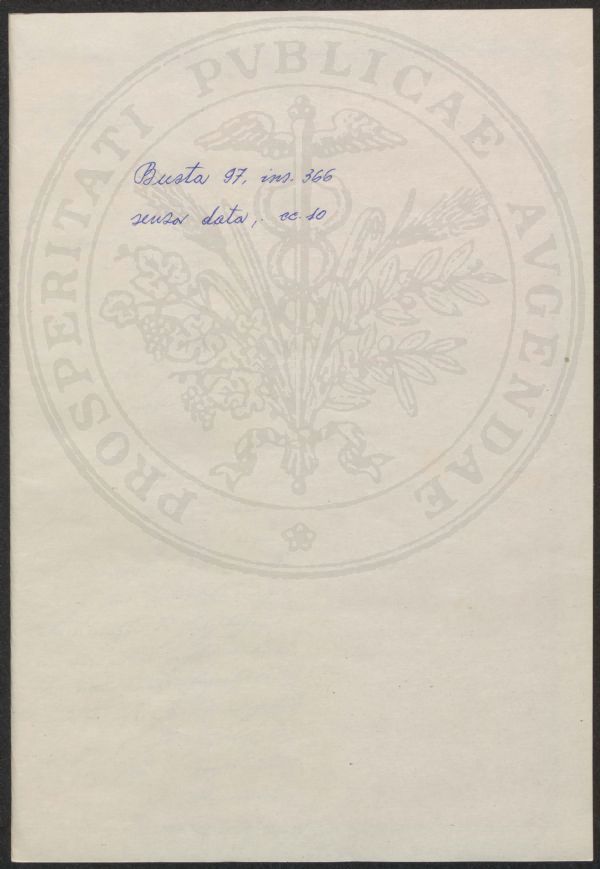 PROSPERITATI PVBLICAE AVGENDAE
Busta 97, ins. 366
senza data, cc. 10